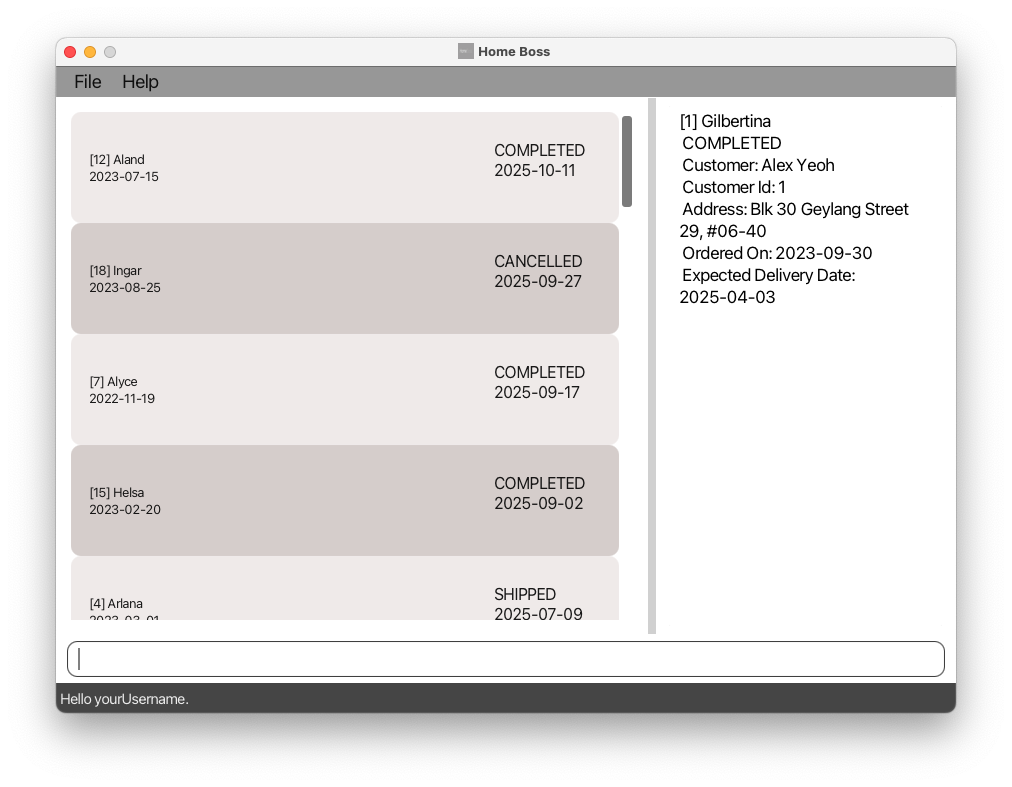 Home Boss
File Help
[12] Aland
2023-07-15
COMPLETED
2025-10-11
[18] Ingar
2023-08-25
CANCELLED
2025-09-27
[7] Alyce
2022-11-19
COMPLETED
2025-09-17
[15] Helsa
2023-02-20
COMPLETED
2025-09-02
[4] Arlana
2023-03-01
SHIPPED
2025-07-09
[1] Gilbertina
COMPLETED
Customer: Alex Yeoh
Customer Id: 1
Address: Blk 30 Geylang Street
29, #06-40
Ordered On: 2023-09-30
Expected Delivery Date:
2025-04-03
Hello yourUsername.